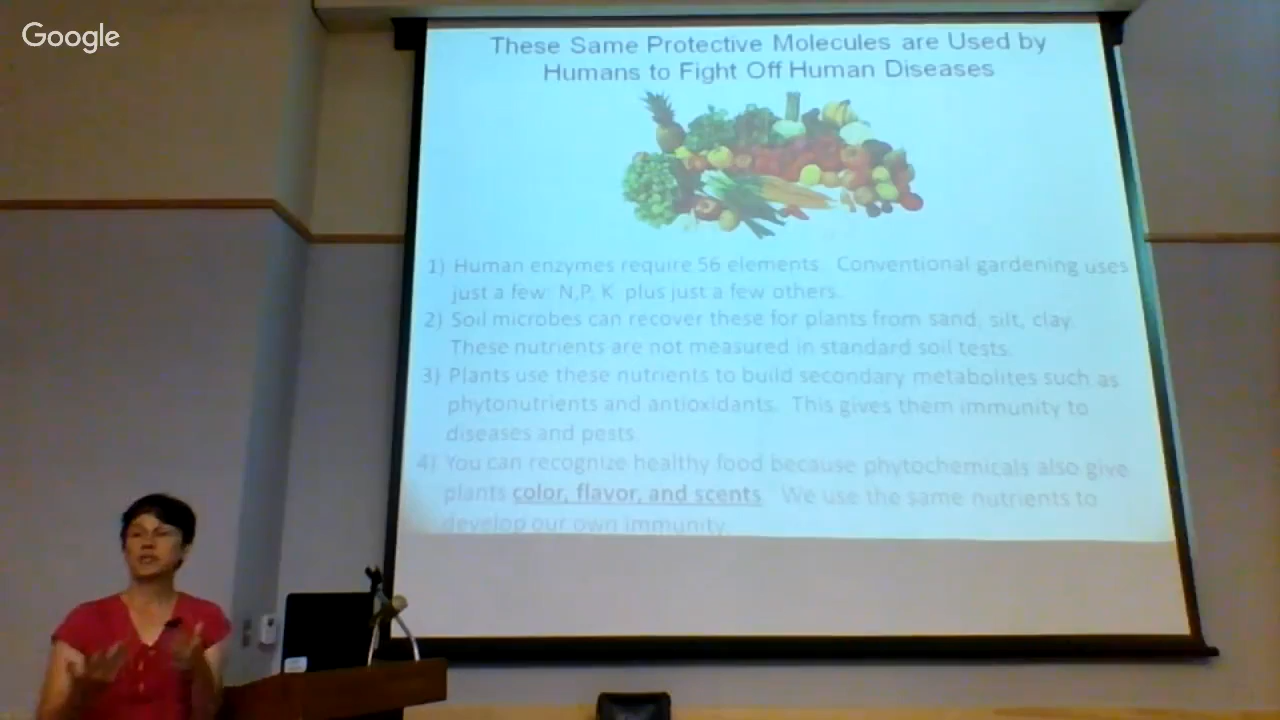 Google
These Same Protective Molecules are Used by
Humans to Fight Off Human Diseases
1) Human enzymes require 56 elements. Conventional gardening uses
just a few: N,P, K plus just a few others.
2) Soil microbes can recover these for plants from sand, silt, clay.
These nutrients are not measured in standard soil tests.
3) Plants use these nutrients to build secondary metabolites such as
phytonutrients and antioxidants. This gives them immunity to
diseases and pests.
4) You can recognize healthy food because phytochemicals also give
plants color, flavor, and scents. We use the same nutrients to
develop our own immunity.